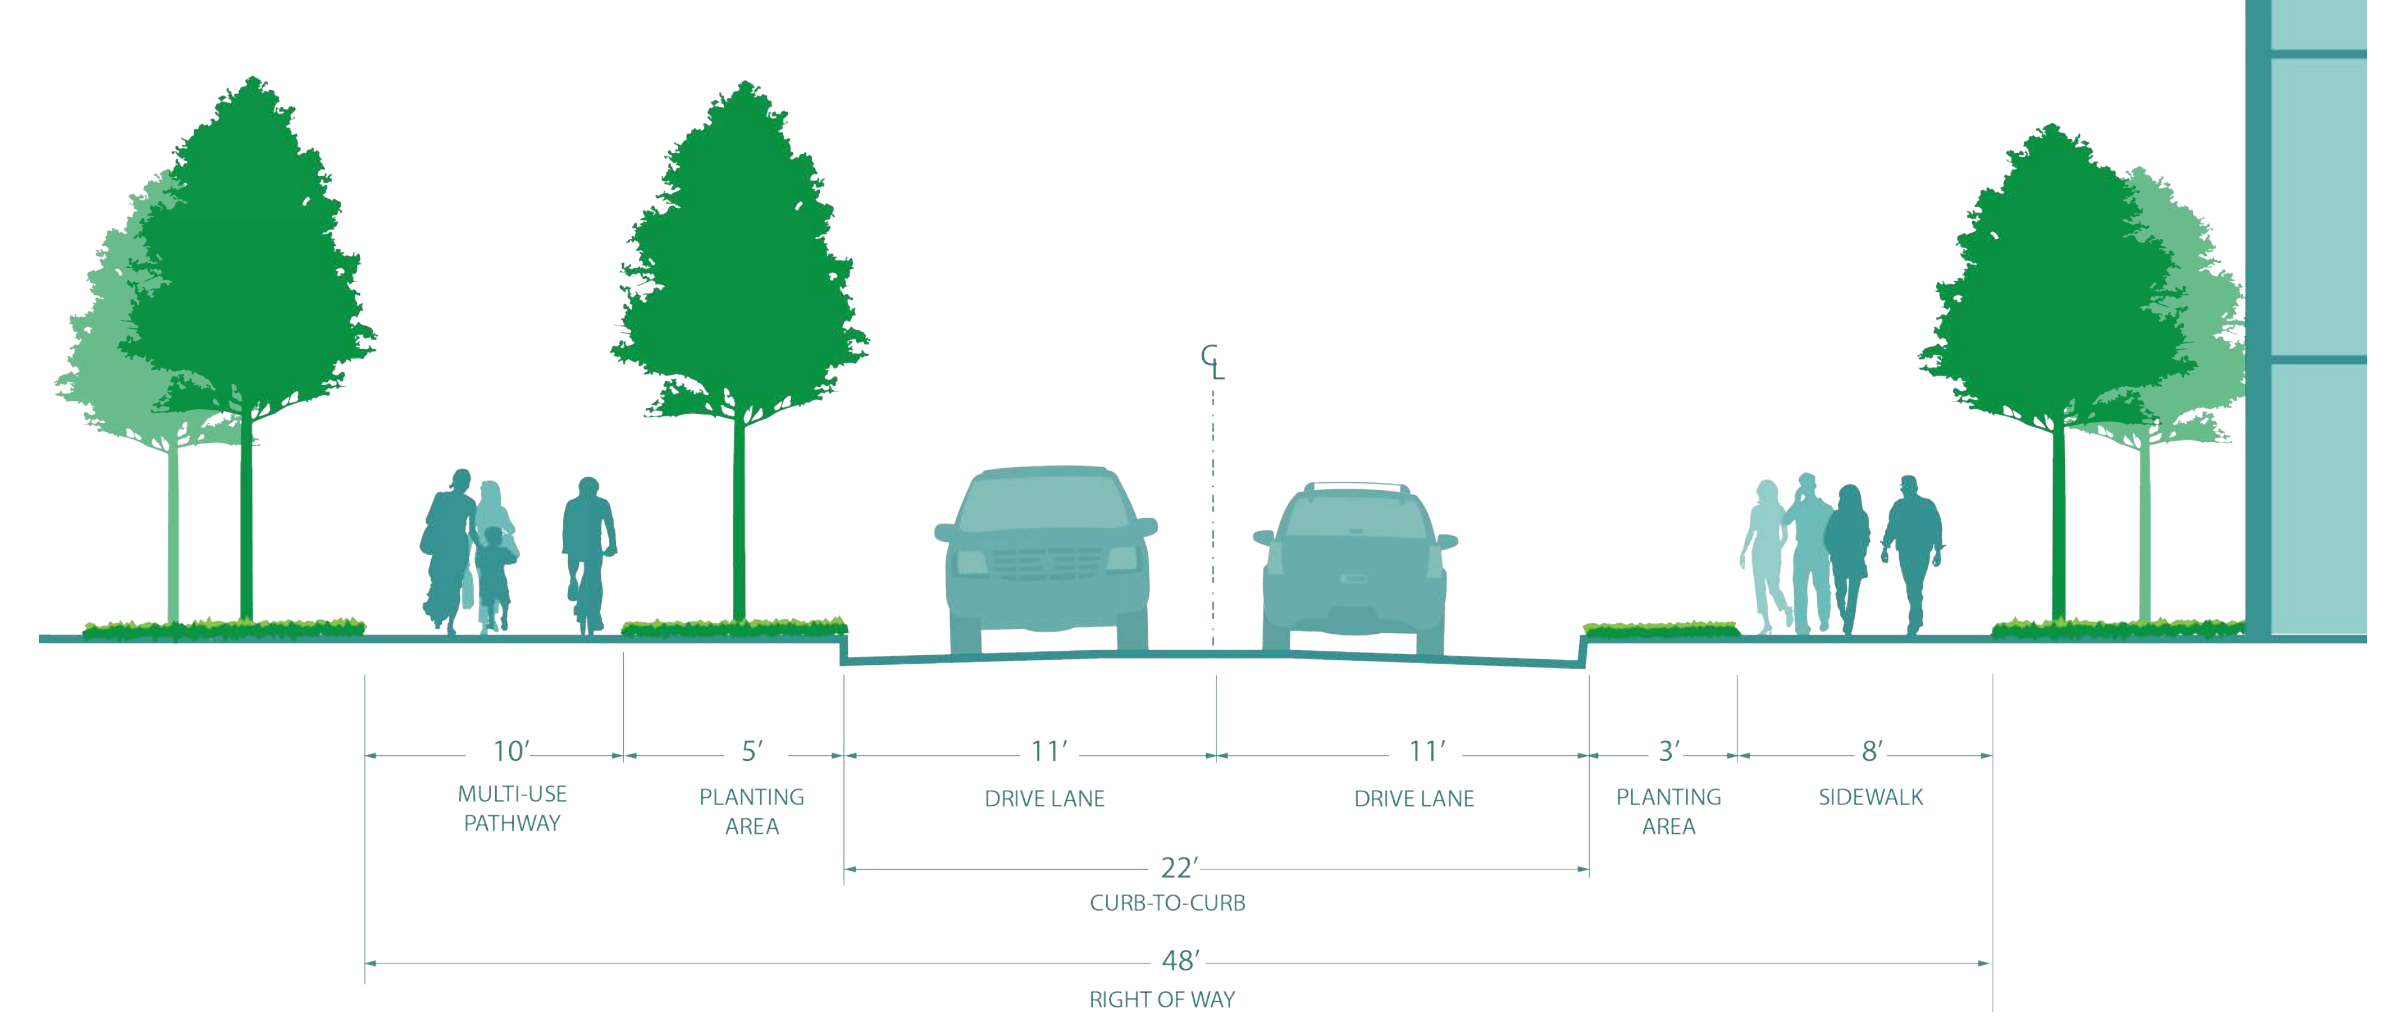 CL
10’
5’
11’
11’
3’
8’
MULTI-USE
PATHWAY
PLANTING
AREA
DRIVE LANE
DRIVE LANE
PLANTING
AREA
SIDEWALK
22’
CURB-TO-CURB
48’
RIGHT OF WAY